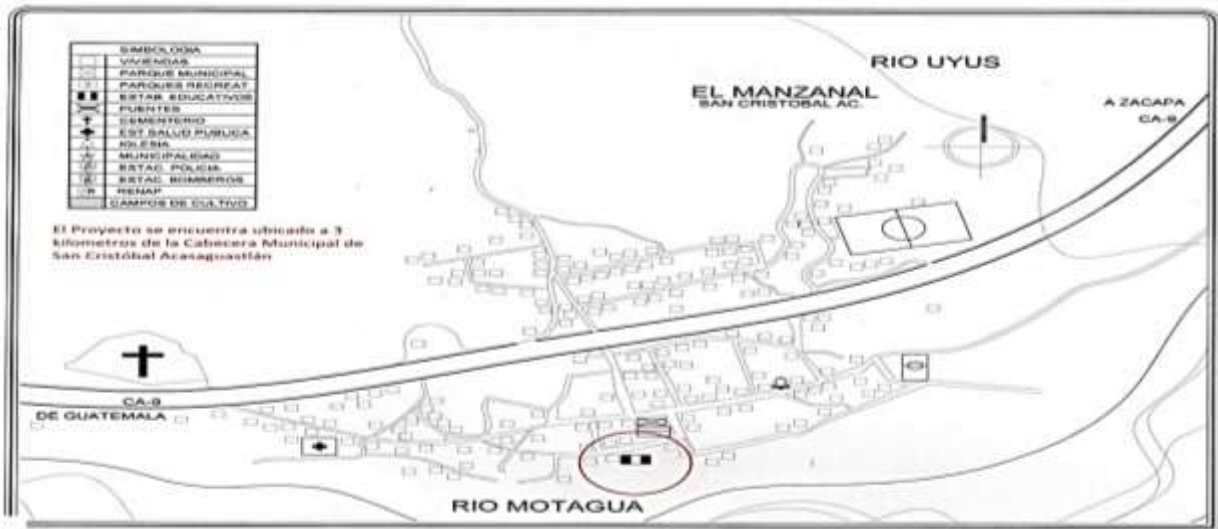 SIMBOLOGIA
VIVIENDAS
PARQUE MUNICIPAL
PARQUES RECREAT
ESTAB. EDUCATIVOS
PUENTES
CEMENTERIO
EST SALUD PUBLICA
IGLESIA
MUNICIPALIDAD
ESTAC. POLICIA
ESTAC. BOMBEROS
RENAP
CAMPOS DE CULTIVO
El Proyecto se encuentra ubicado a 3
kilometros de la Cabecera Municipal de
San Cristóbal Acasaguastlán
RIO UYUS
EL MANZANAL
SAN CRISTOBAL AC.
A ZACAPA
CA-9
CA-9
DE GUATEMALA
RIO MOTAGUA